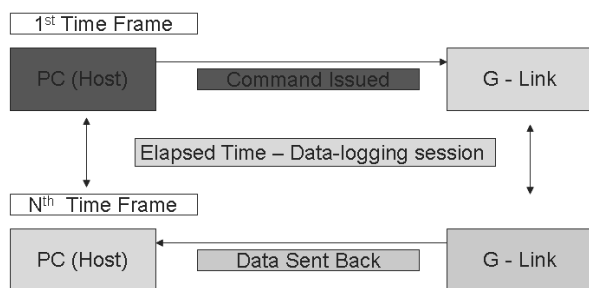 1st Time Frame
PC (Host)
Command Issued
G - Link
Elapsed Time – Data-logging session
Nth Time Frame
PC (Host)
Data Sent Back
G - Link